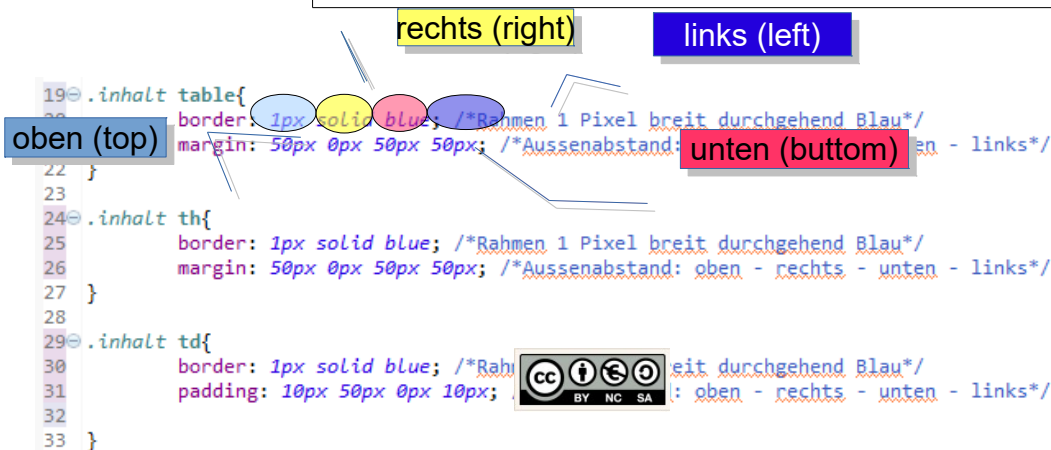 rechts (right)
links (left)
19 .inhalt table{
border: 1px solid blue; /*Rahmen 1 Pixel breit durchgehend Blau*/
oben (top)
margin: 50px 0px 50px 50px; /*Aussenabstand:
unten (buttom)
- links*/
22 }
23
24 .inhalt th{
25 border: 1px solid blue; /*Rahmen 1 Pixel breit durchgehend Blau*/
26 margin: 50px 0px 50px 50px; /*Aussenabstand: oben - rechts - unten - links*/
27 }
28
29 .inhalt td{
30 border: 1px solid blue; durchgehend Blau*/
31 padding: 10px 50px 0px 10px; : oben - rechts - unten - links*/
32
33 }
cc
BY NC SA